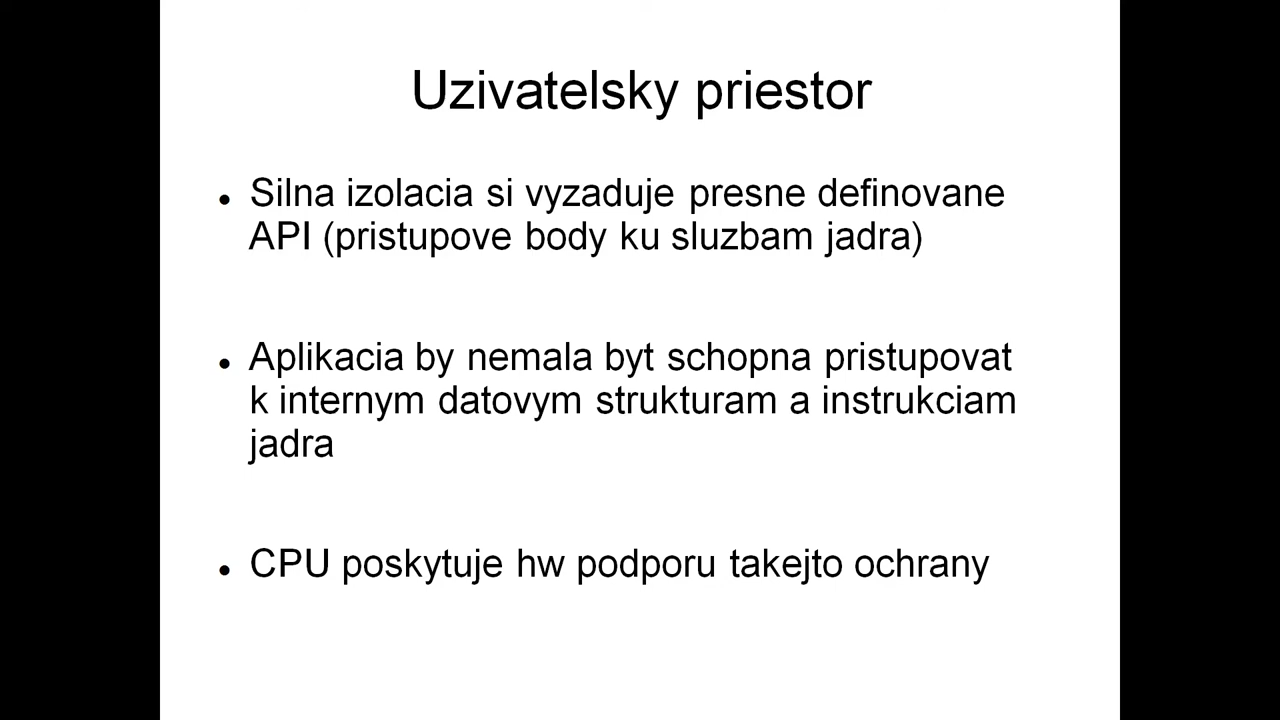 Uzivatelsky priestor
Silna izolacia si vyzaduje presne definovane
API (pristupove body ku sluzbam jadra)
Aplikacia by nemala byt schopna pristupovat
k internym datovym strukturam a instrukciam
jadra
CPU poskytuje hw podporu takejto ochrany